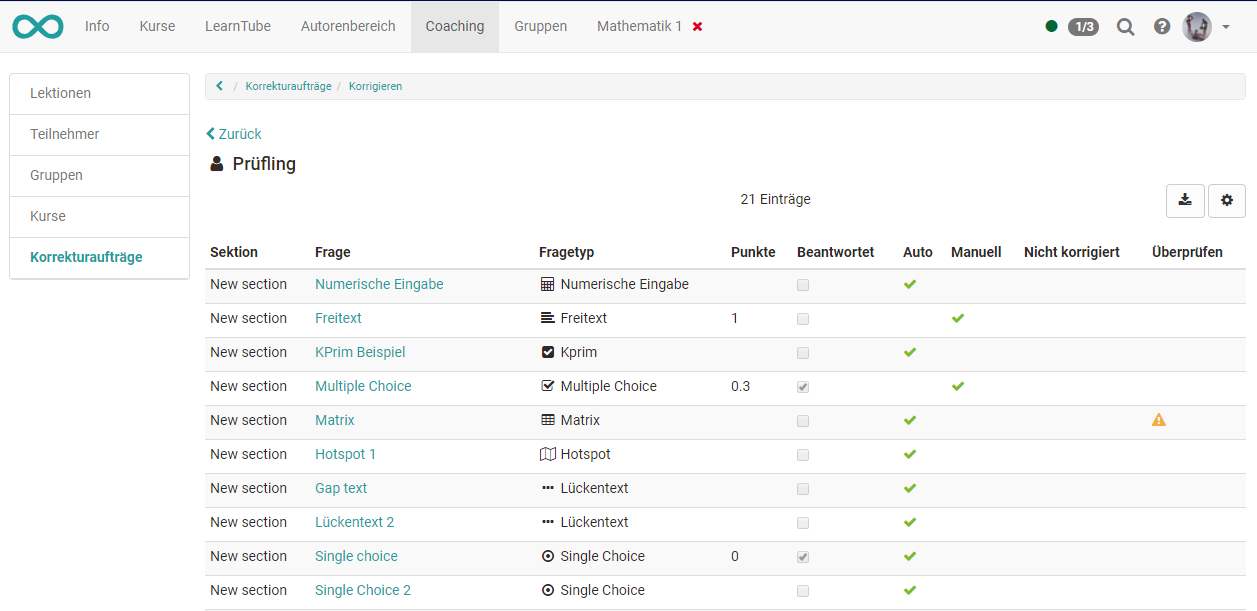 Info Kurse LearnTube Autorenbereich Coaching Gruppen Mathematik 1 1/3
Lektionen
Teilnehmer
Gruppen
Kurse
Korrekturaufträge
/ Korrekturaufträge / Korrigieren
Zurück
Prüfling
21 Einträge
Sektion Frage Fragetyp Punkte Beantwortet Auto Manuell Nicht korrigiert Überprüfen
New section Numerische Eingabe Numerische Eingabe
New section Freitext Freitext 1
New section KPrim Beispiel Kprim
New section Multiple Choice Multiple Choice 0.3
New section Matrix Matrix
New section Hotspot 1 Hotspot
New section Gap text Lückentext
New section Lückentext 2 Lückentext
New section Single choice Single Choice 0
New section Single Choice 2 Single Choice